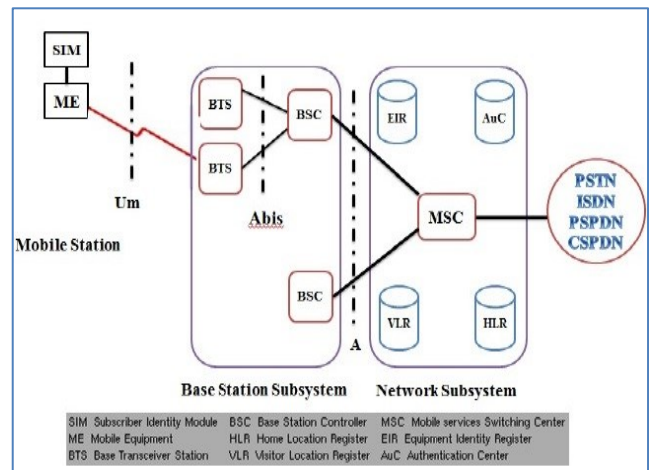 SIM
ME
Um
Mobile Station
BTS
BTS
Abis
BSC
BSC
Base Station Subsystem
A
EIR
AuC
MSC
VLR
HLR
Network Subsystem
PSTN
ISDN
PSPDN
CSPDN
SIM Subscriber Identity Module BSC Base Station Controller MSC Mobile services Switching Center
ME Mobile Equipment HLR Home Location Register EIR Equipment Identity Register
BTS Base Transceiver Station VLR Visitor Location Register AuC Authentication Center